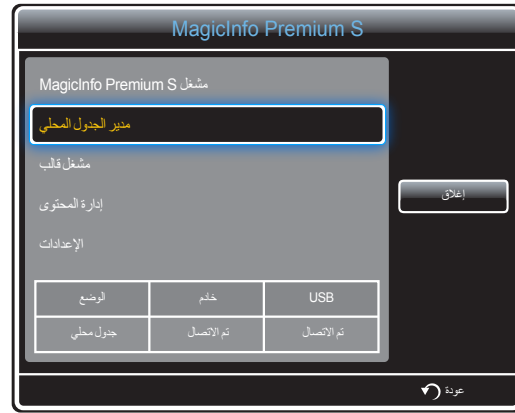 MagicInfo Premium S
مشغل MagicInfo Premium S
مدير الجدول المحلي
مشغل قالب
إدارة المحتوى
الإعدادات
إغلاق
الوضع خادم USB
جدول محلي تم الاتصال تم الاتصال
عودة